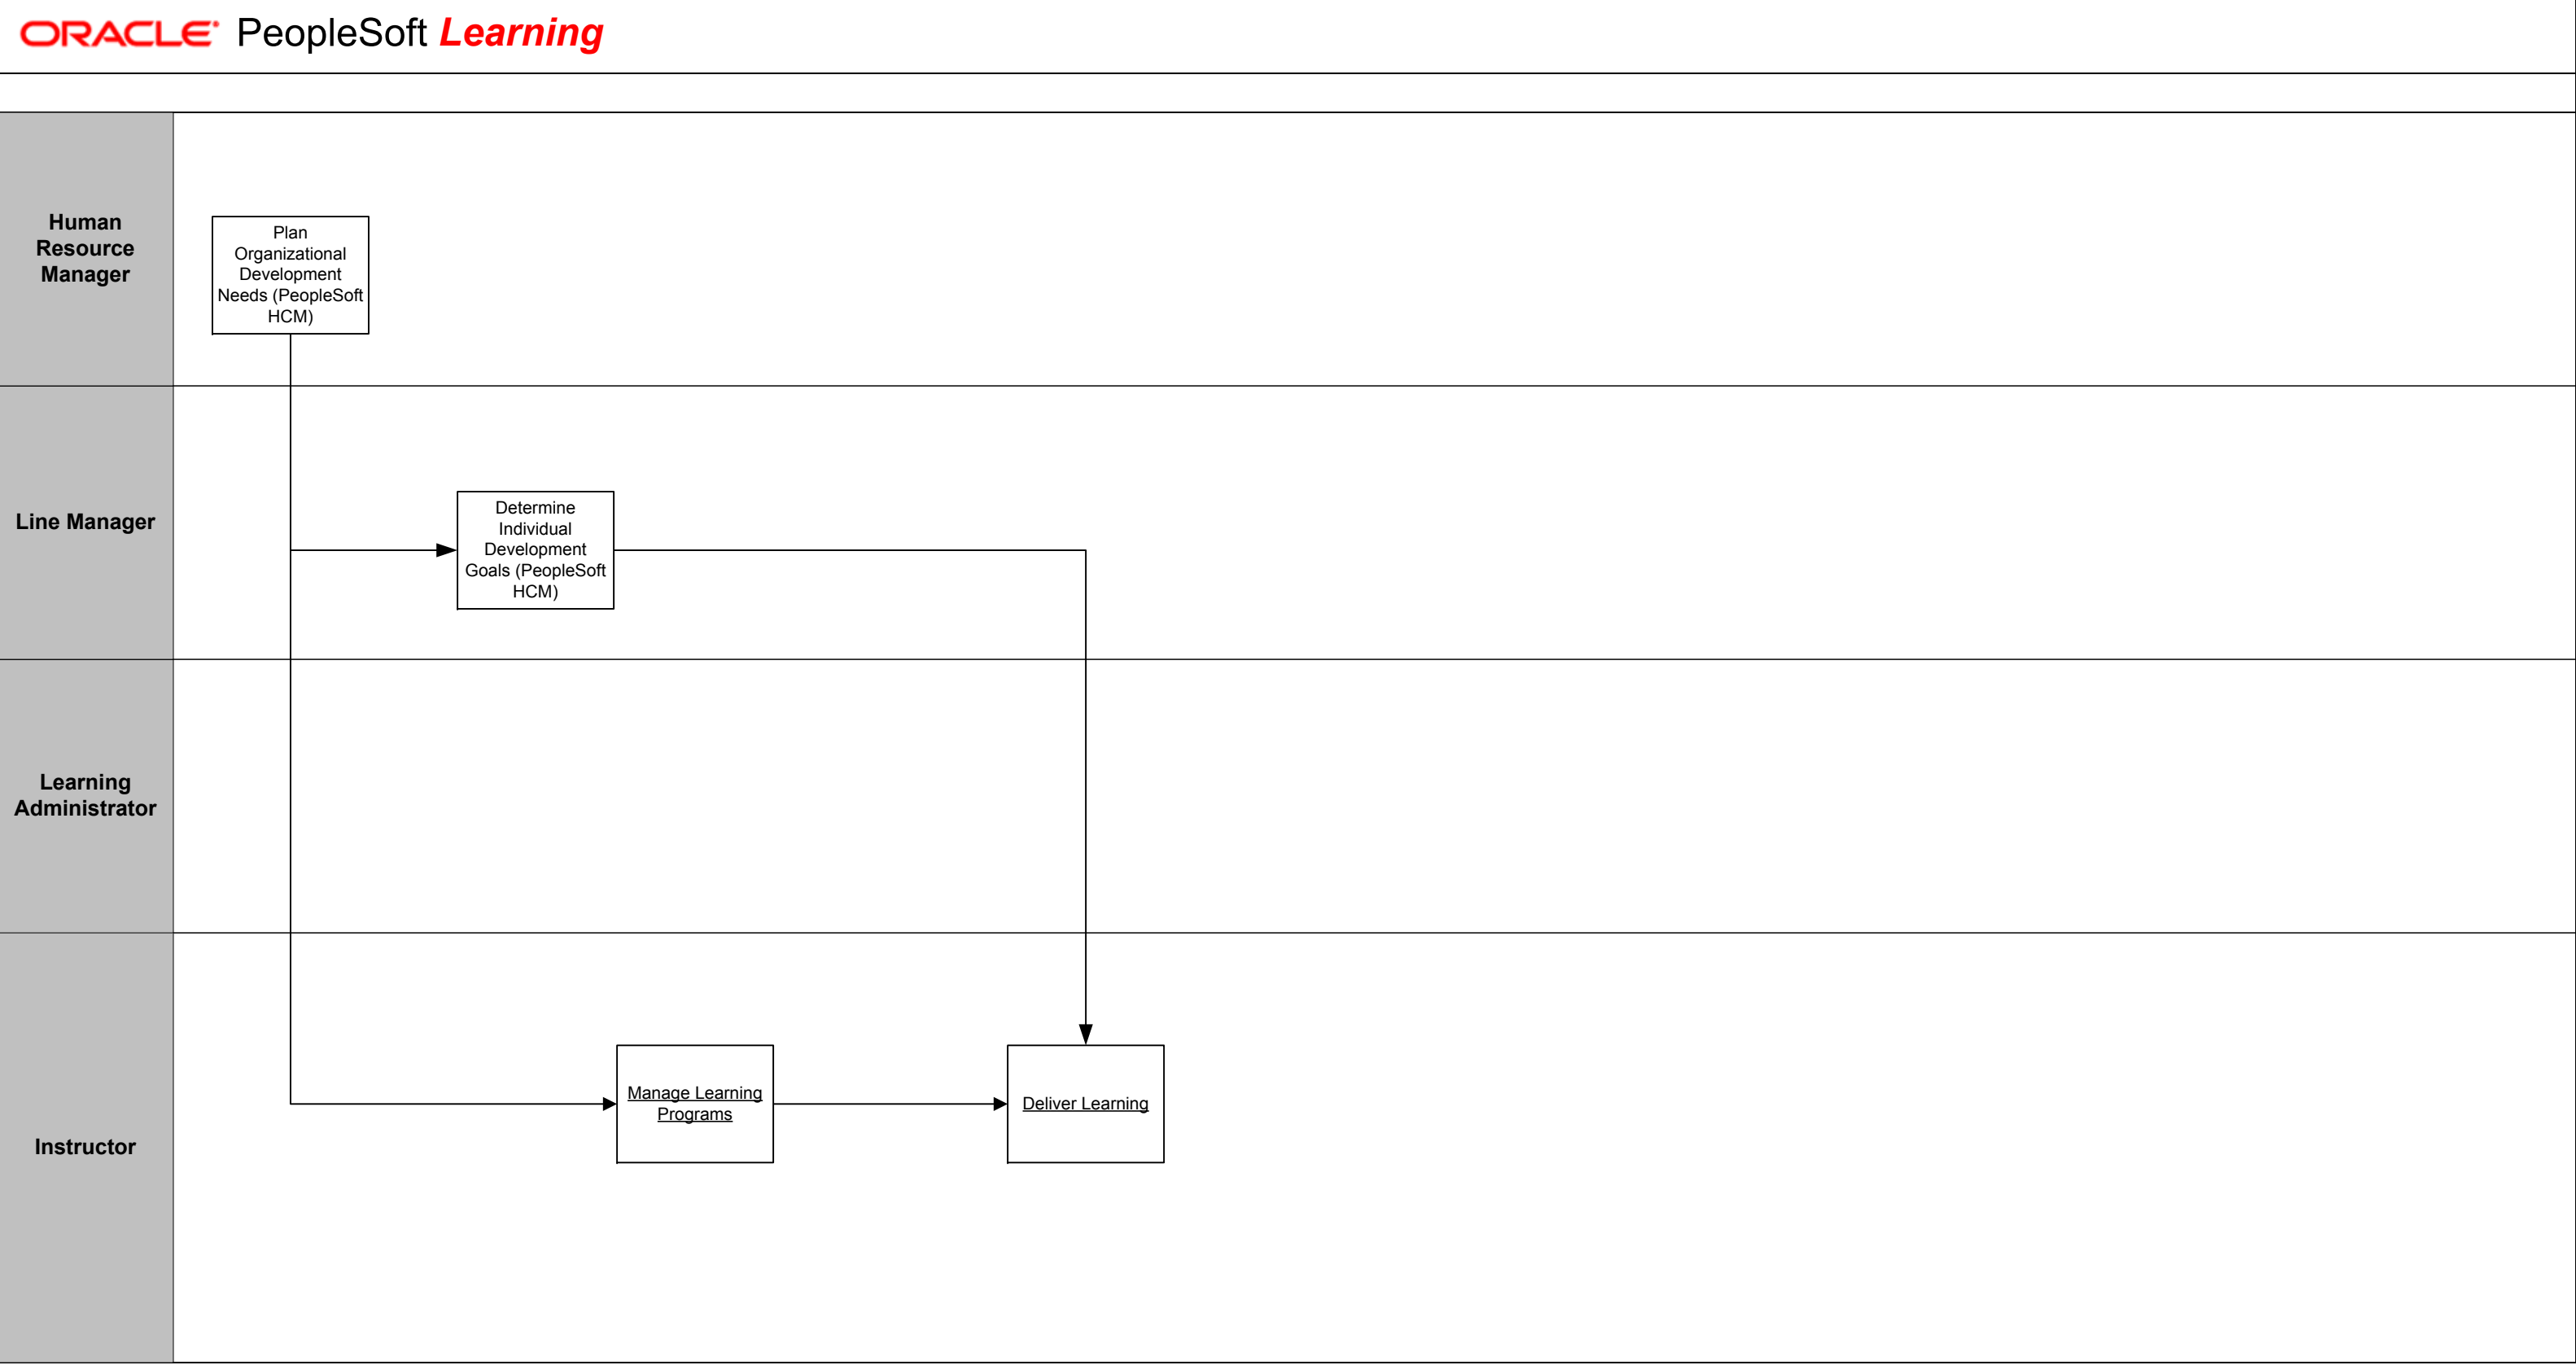 ORACLE PeopleSoft Learning
Human
Resource
Manager
Plan
Organizational
Development
Needs (PeopleSoft
HCM)
Line Manager
Determine
Individual
Development
Goals (PeopleSoft
HCM)
Learning
Administrator
Instructor
Manage Learning
Programs
Deliver Learning